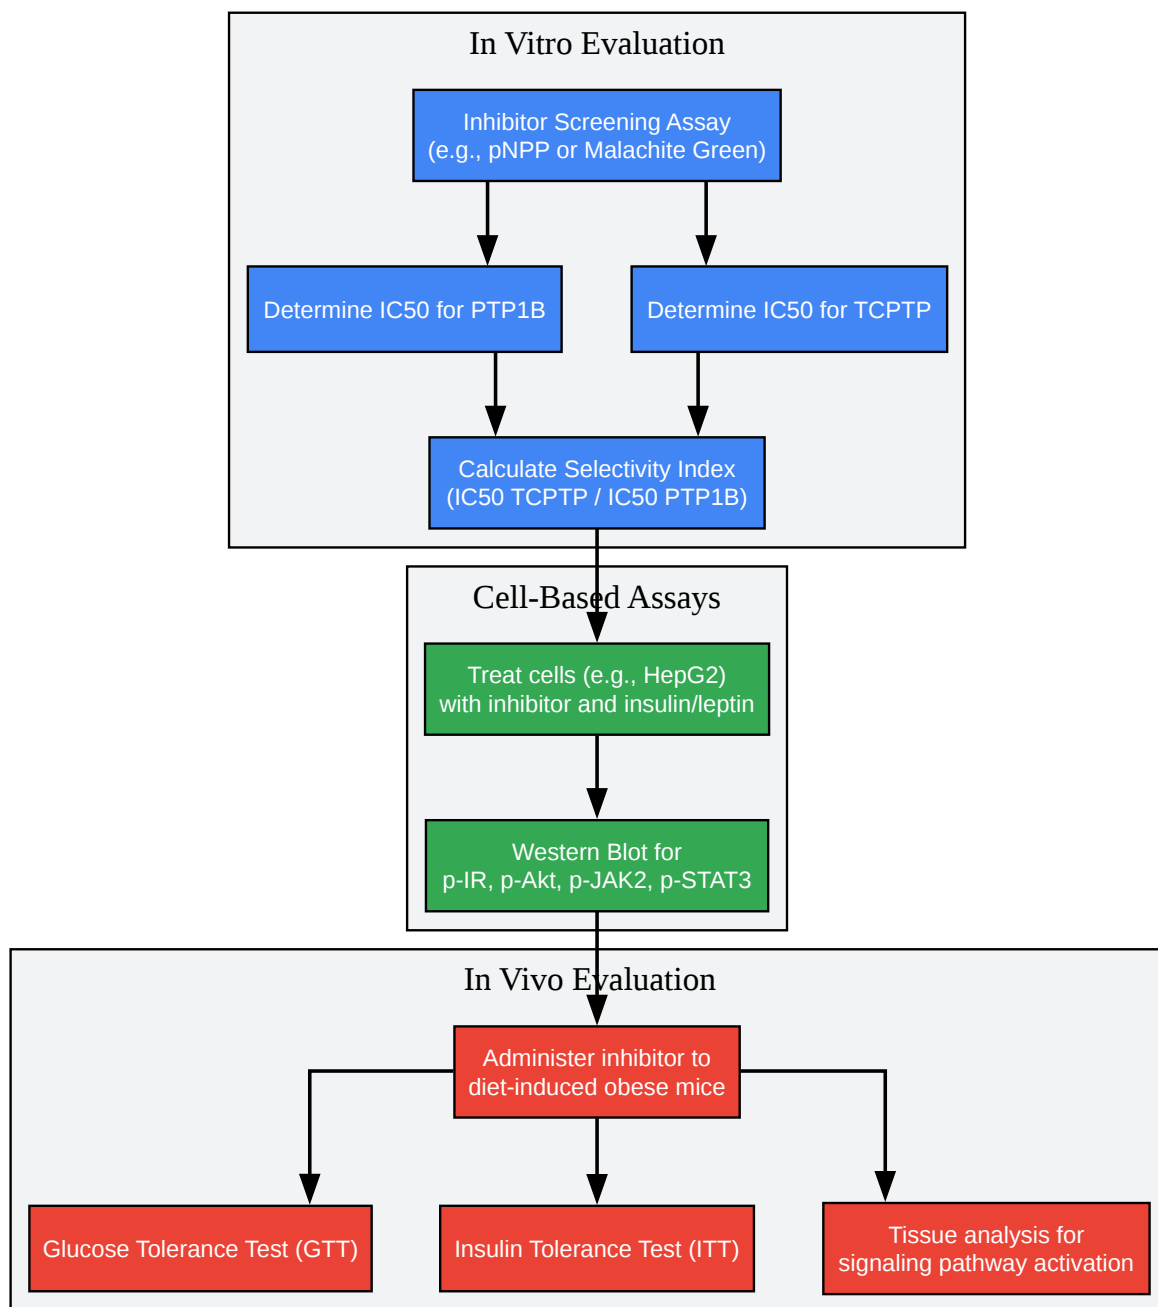 In Vitro Evaluation
Inhibitor Screening Assay
(e.g., pNPP or Malachite Green)
Determine IC50 for PTP1B
Determine IC50 for TCPTP
Calculate Selectivity Index
(IC50 TCPTP / IC50 PTP1B)
Cell-Based Assays
Treat cells (e.g., HepG2)
with inhibitor and insulin/leptin
Western Blot for
p-IR, p-Akt, p-JAK2, p-STAT3
In Vivo Evaluation
Administer inhibitor to
diet-induced obese mice
Glucose Tolerance Test (GTT)
Insulin Tolerance Test (ITT)
Tissue analysis for
signaling pathway activation